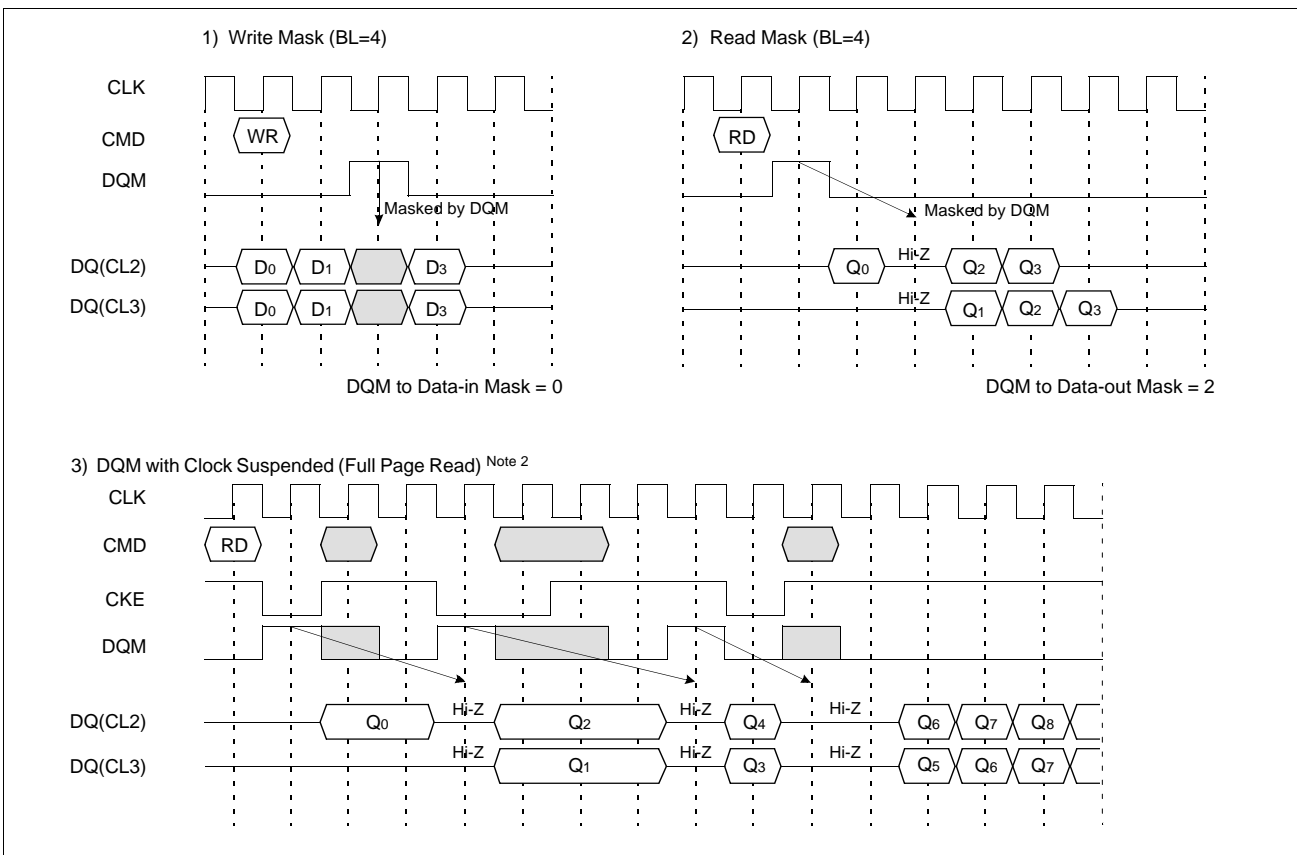 1) Write Mask (BL=4)
2) Read Mask (BL=4)
CLK
CMD
WR
RD
DQM
Masked by DQM
Masked by DQM
DQ(CL2)
D0
D1
D3
Hi-Z
Q0
Q2
Q3
DQ(CL3)
D0
D1
D3
Hi-Z
Q1
Q2
Q3
DQM to Data-in Mask = 0
DQM to Data-out Mask = 2
3) DQM with Clock Suspended (Full Page Read) Note 2
CLK
CMD
RD
CKE
DQM
DQ(CL2)
Q0
Hi-Z
Q2
Hi-Z
Q4
Hi-Z
Q6
Q7
Q8
DQ(CL3)
Hi-Z
Q1
Hi-Z
Q3
Hi-Z
Q5
Q6
Q7